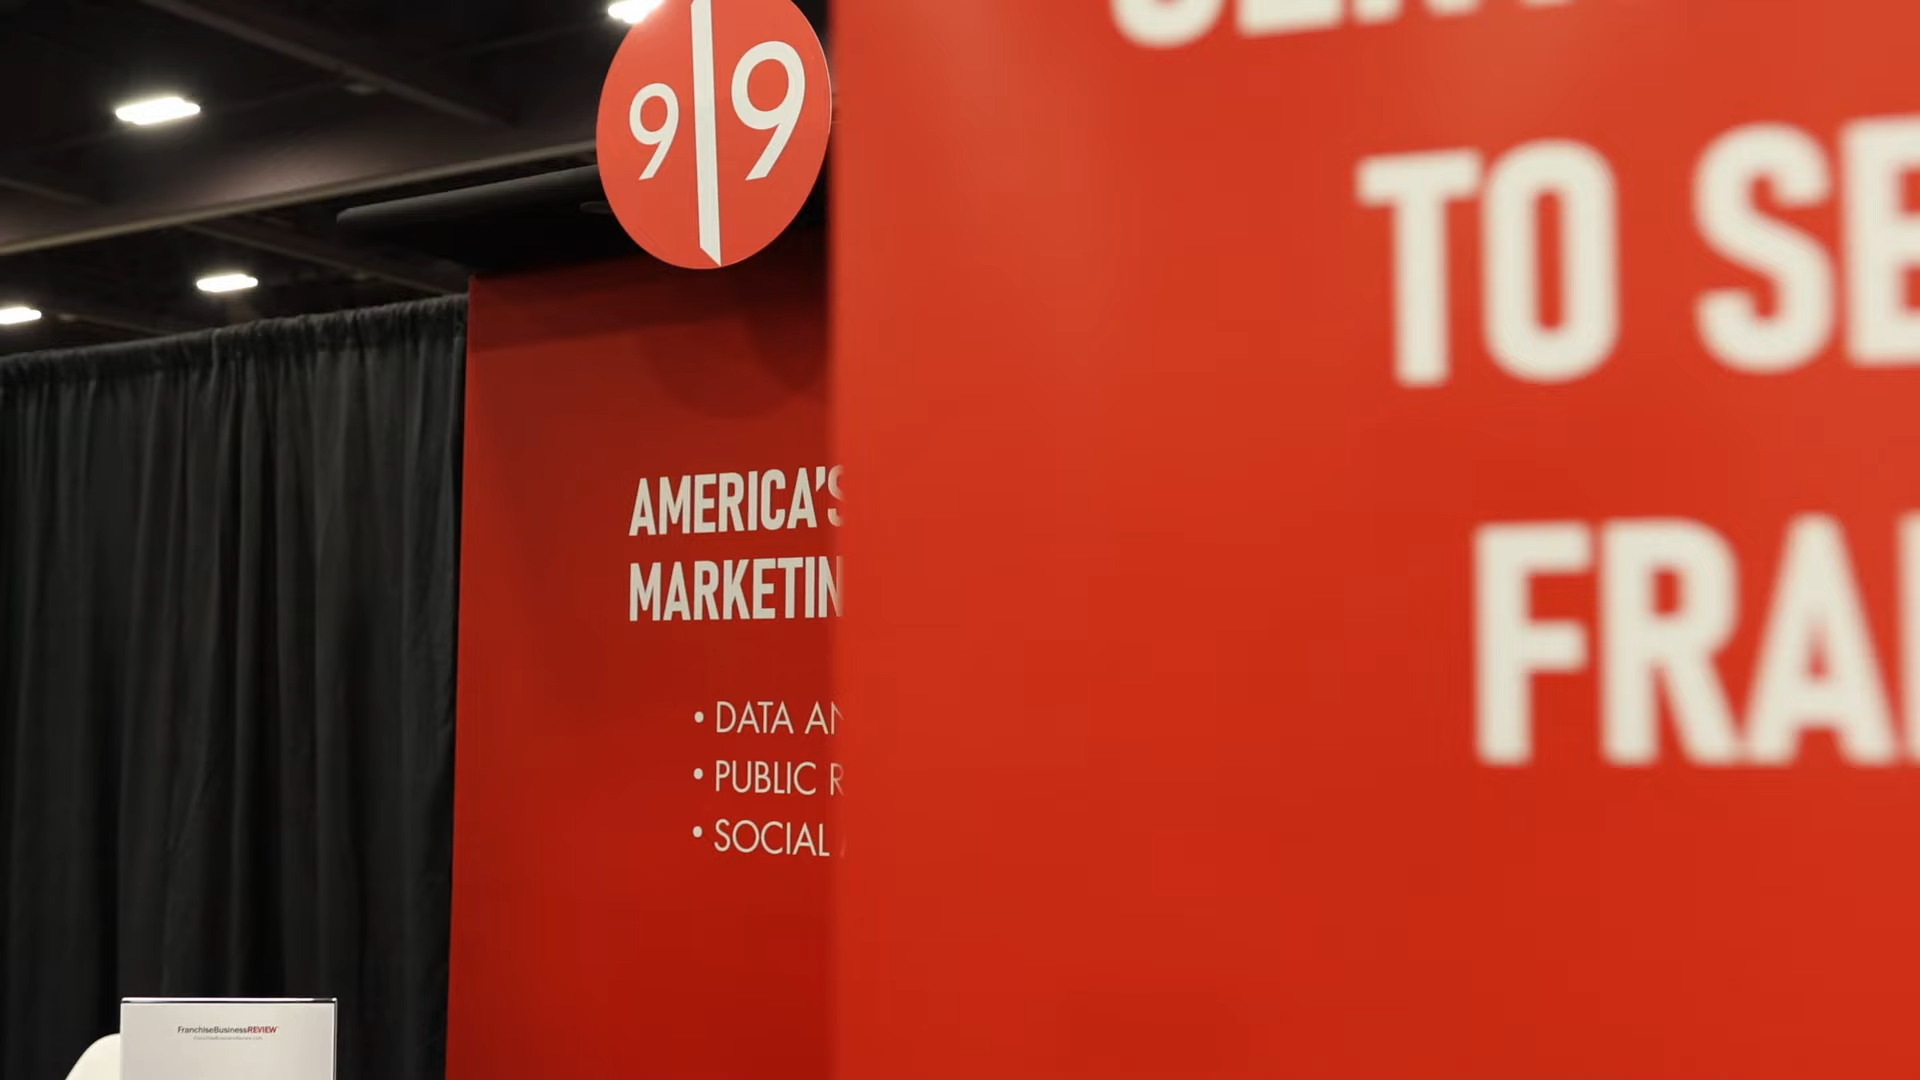 9|9
AMERICA'S
MARKETIN
• DATA AN
• PUBLIC R
• SOCIAL
TO SE
FRA
FranchiseBusinessREVIEW